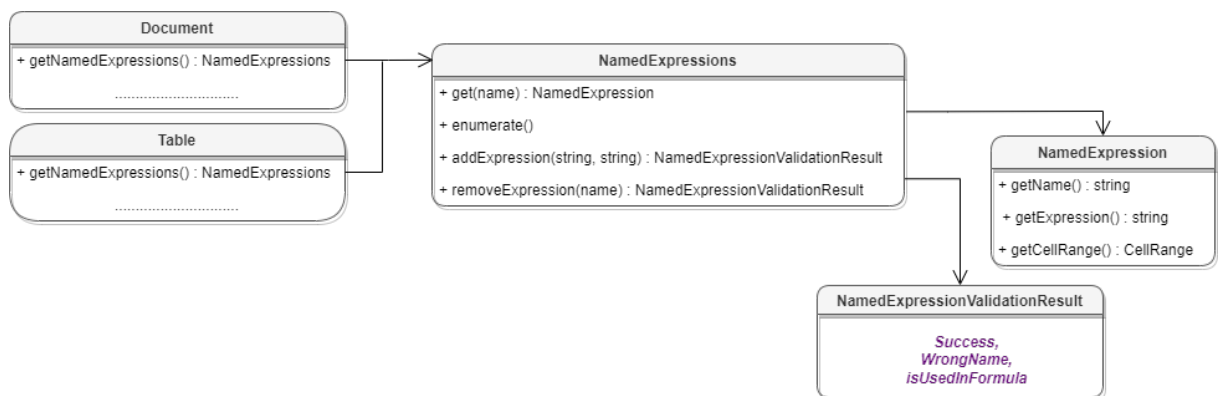 Document
+ getNamedExpressions() : NamedExpressions
..............................
Table
+ getNamedExpressions() : NamedExpressions
..............................
NamedExpressions
+ get(name) : NamedExpression
+ enumerate()
+ addExpression(string, string) : NamedExpressionValidationResult
+ removeExpression(name) : NamedExpressionValidationResult
NamedExpression
+ getName() : string
+ getExpression() : string
+ getCellRange() : CellRange
NamedExpressionValidationResult
Success,
WrongName,
isUsedInFormula